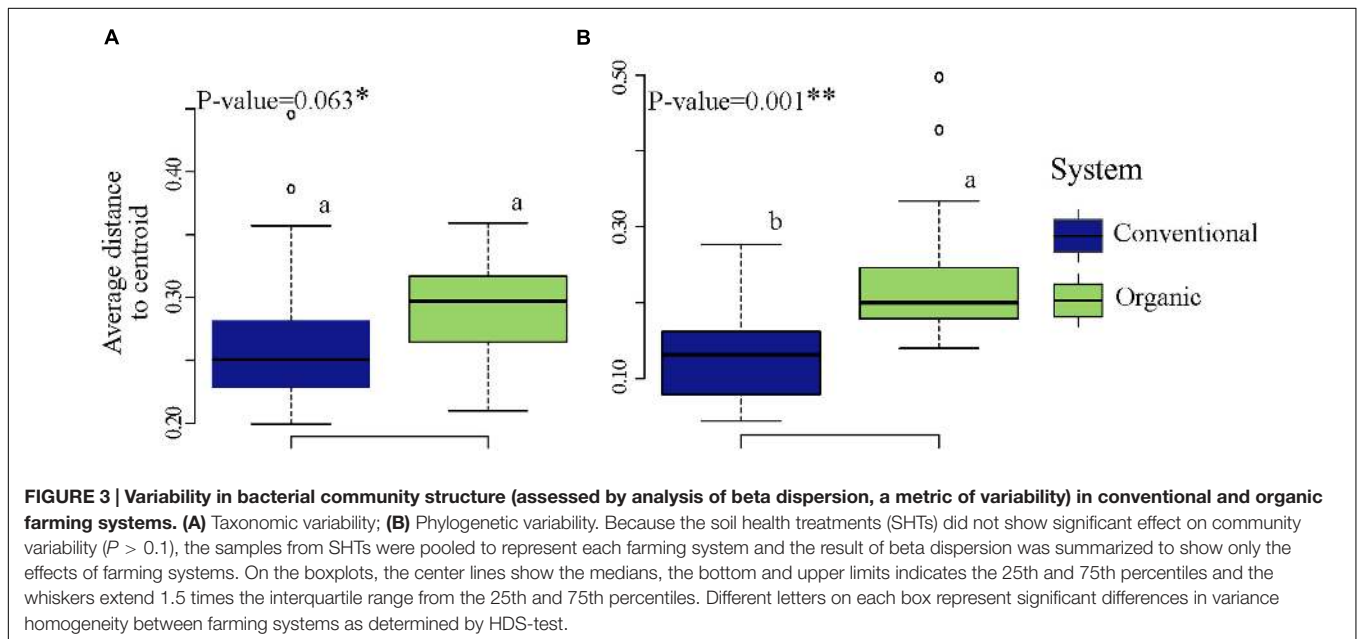 A
B
P-value=0.063*
P-value=0.001**
Average distance
to centroid
0.20
0.30
0.40
a
a
0.10
0.30
0.50
b
a
System
Conventional
Organic
FIGURE 3 | Variability in bacterial community structure (assessed by analysis of beta dispersion, a metric of variability) in conventional and organic
farming systems. (A) Taxonomic variability; (B) Phylogenetic variability. Because the soil health treatments (SHTs) did not show significant effect on community
variability (P > 0.1), the samples from SHTs were pooled to represent each farming system and the result of beta dispersion was summarized to show only the
effects of farming systems. On the boxplots, the center lines show the medians, the bottom and upper limits indicates the 25th and 75th percentiles and the
whiskers extend 1.5 times the interquartile range from the 25th and 75th percentiles. Different letters on each box represent significant differences in variance
homogeneity between farming systems as determined by HDS-test.